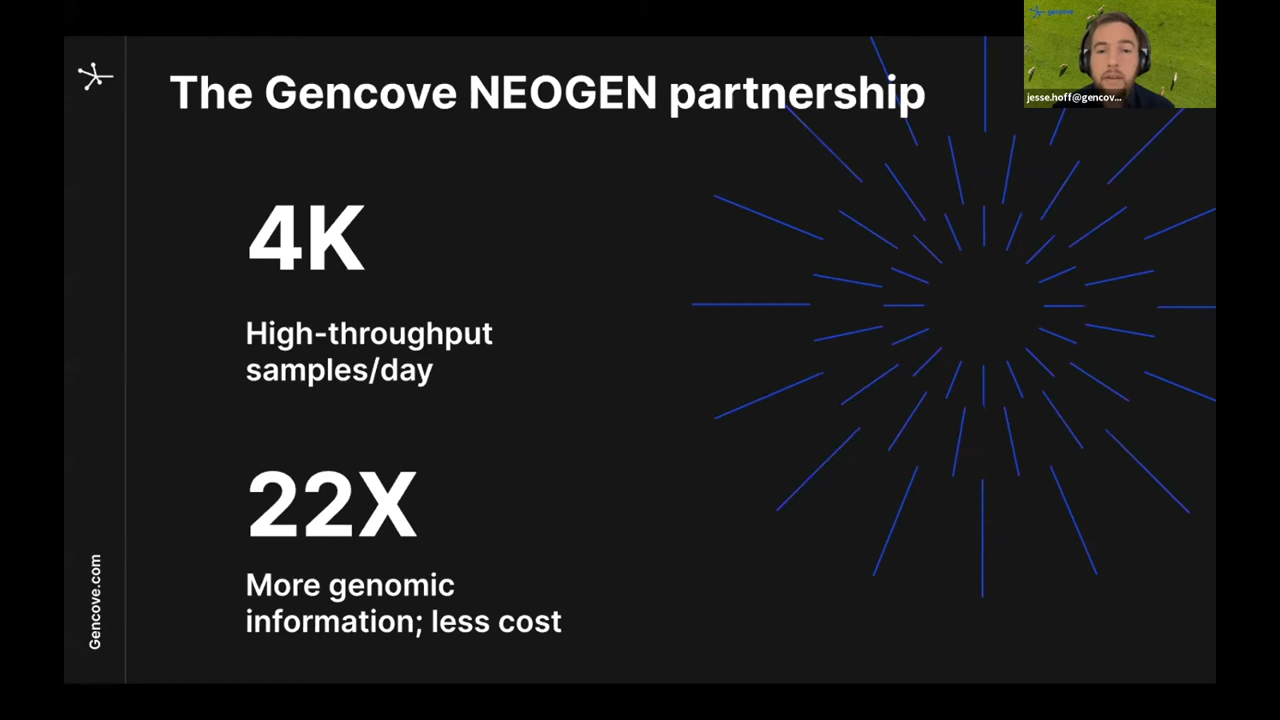 The Gencove NEOGEN partnership
gencove
jesse.hoff@gencov...
4K
High-throughput
samples/day
22X
More genomic
information; less cost
Gencove.com